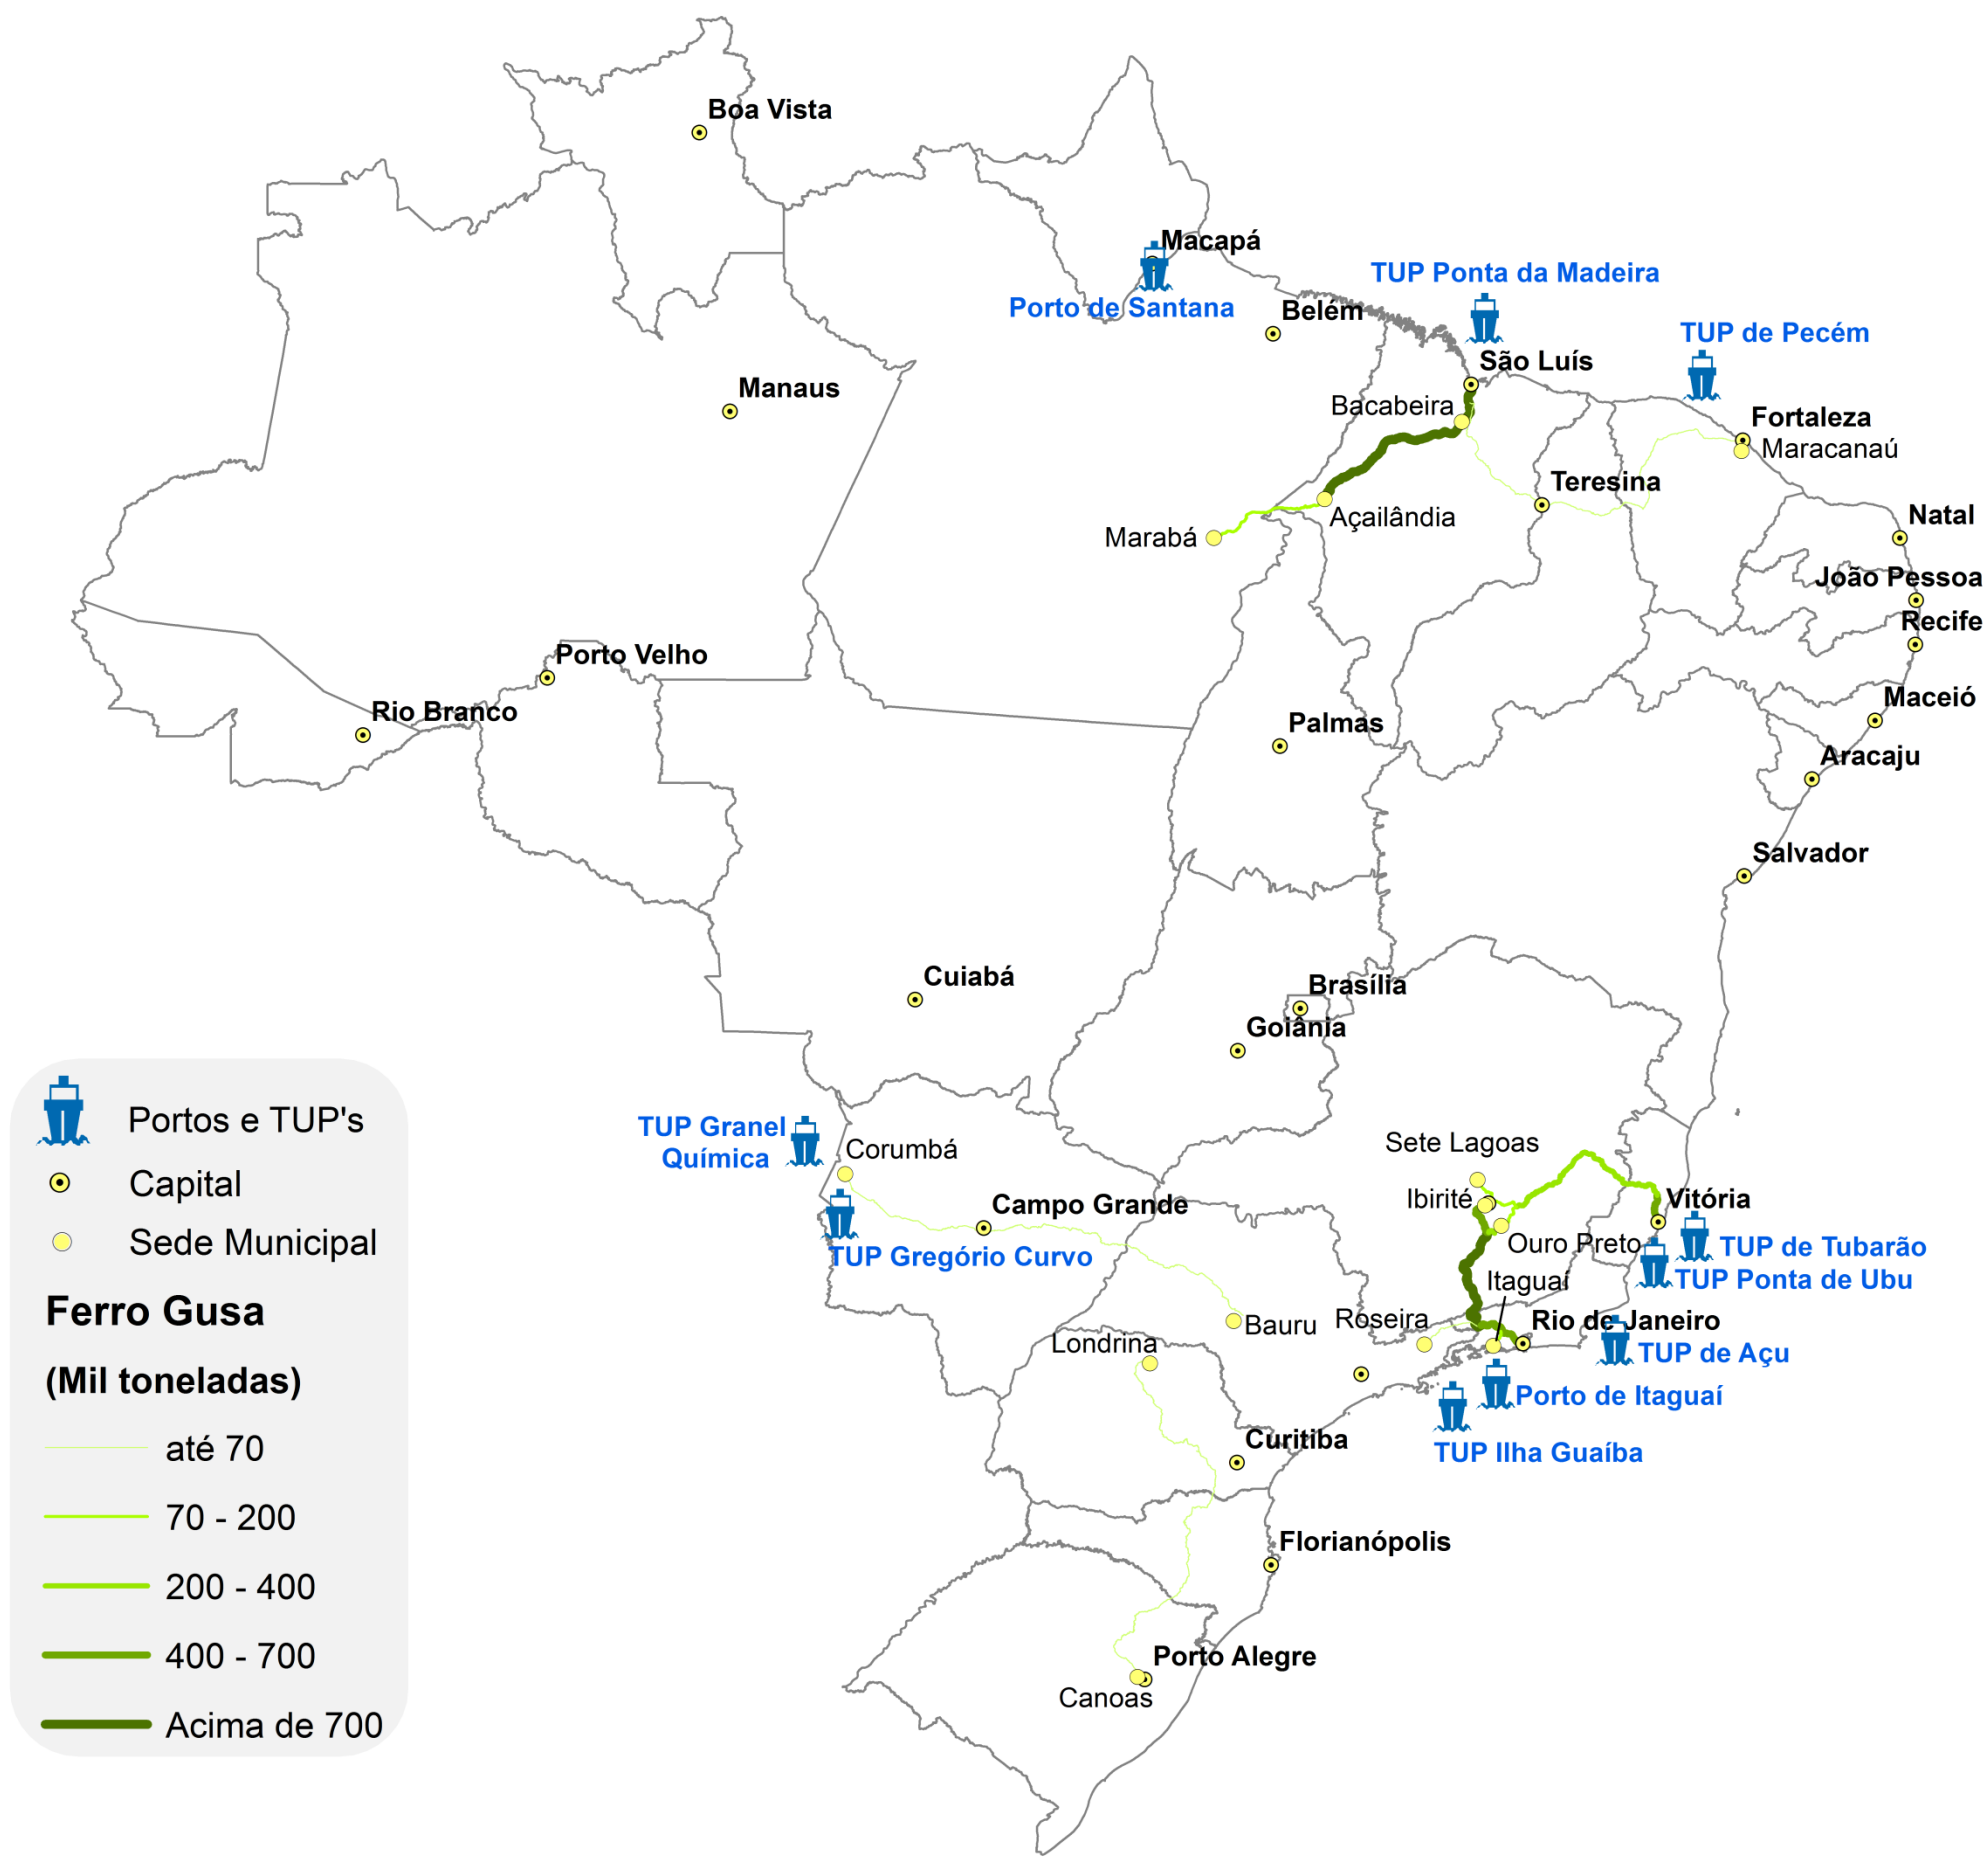 Boa Vista
Macapá
Porto de Santana
TUP Ponta da Madeira
Belém
TUP de Pecém
São Luís
Manaus
Bacabeira
Fortaleza
Maracanaú
Teresina
Açailândia
Marabá
Natal
João Pessoa
Recife
Porto Velho
Rio Branco
Maceió
Palmas
Aracaju
Salvador
Cuiabá
Brasília
Goiânia
TUP Granel
Química
Corumbá
Sete Lagoas
Campo Grande
Ibirité
Vitória
TUP Gregório Curvo
Ouro Preto
TUP de Tubarão
TUP Ponta de Ubu
Itaguaí
Bauru
Roseira
Rio de Janeiro
Londrina
TUP de Açu
Porto de Itaguaí
Curitiba
TUP Ilha Guaíba
Florianópolis
Porto Alegre
Canoas
Portos e TUP's
Capital
Sede Municipal
Ferro Gusa
(Mil toneladas)
até 70
70 - 200
200 - 400
400 - 700
Acima de 700